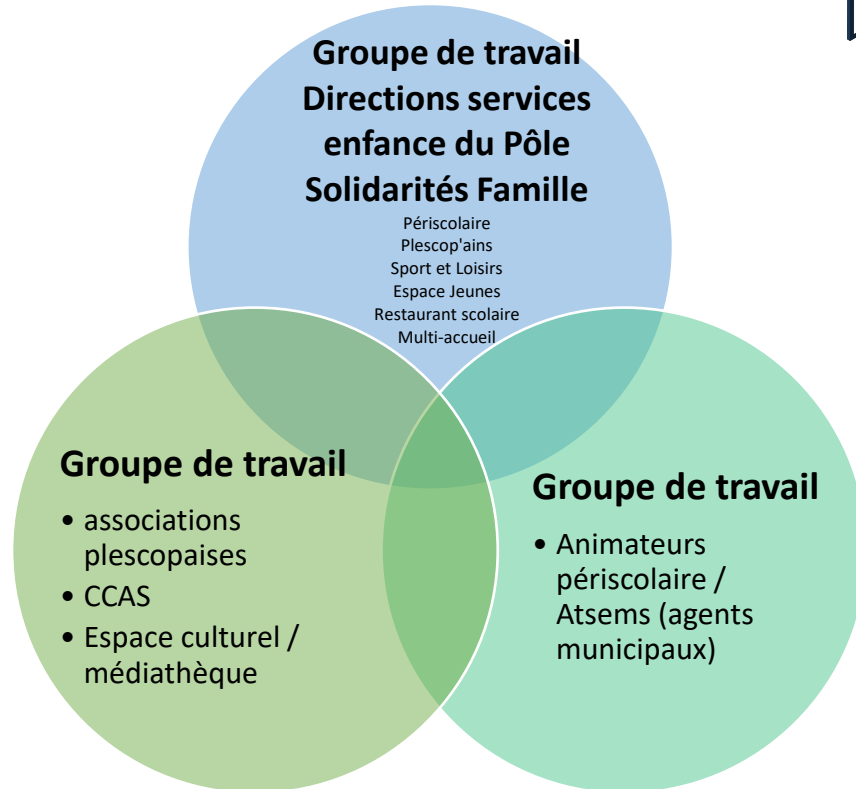 Groupe de travail
Directions services
enfance du Pôle
Solidarités Famille
Périscolaire
Plescop'ains
Sport et Loisirs
Espace Jeunes
Restaurant scolaire
Multi-accueil
Groupe de travail
• associations
plescopaises
• CCAS
• Espace culturel /
médiathèque
Groupe de travail
• Animateurs
périscolaire /
Atsems (agents
municipaux)